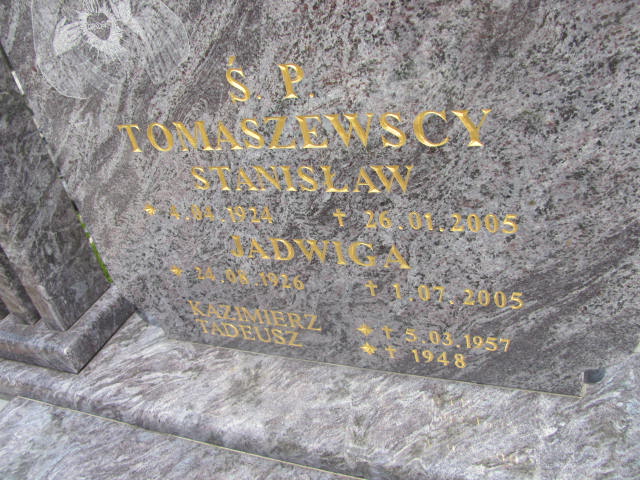 Ś. P.
TOMASZEWSCY
STANISŁAW
* 4.04.1924 † 26.01.2005
JADWIGA
* 24.08.1926 † 1.07.2005
KAZIMIERZ * † 5.03.1957
TADEUSZ * † 1948